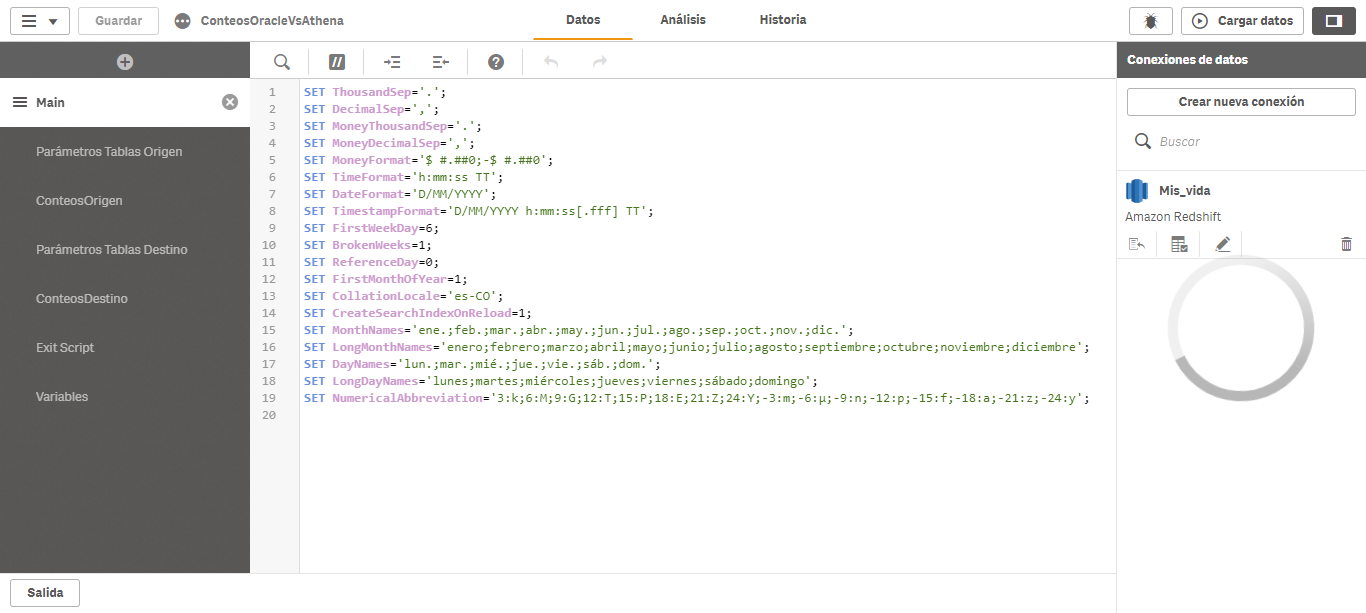 Guardar
ConteosOracleVsAthena
Datos
Análisis
Historia
Cargar datos
Main
Parámetros Tablas Origen
ConteosOrigen
Parámetros Tablas Destino
ConteosDestino
Exit Script
Variables
//
?
1 SET ThousandSep='.';
2 SET DecimalSep=',';
3 SET MoneyThousandSep='.';
4 SET MoneyDecimalSep=',';
5 SET MoneyFormat='$ #.##0;-$ #.##0';
6 SET TimeFormat='h:mm:ss TT';
7 SET DateFormat='D/MM/YYYY';
8 SET TimestampFormat='D/MM/YYYY h:mm:ss[.fff] TT';
9 SET FirstWeekDay=6;
10 SET BrokenWeeks=1;
11 SET ReferenceDay=0;
12 SET FirstMonthOfYear=1;
13 SET CollationLocale='es-CO';
14 SET CreateSearchIndexOnReload=1;
15 SET MonthNames='ene.;feb.;mar.;abr.;may.;jun.;jul.;ago.;sep.;oct.;nov.;dic.';
16 SET LongMonthNames='enero;febrero;marzo;abril;mayo;junio;julio;agosto;septiembre;octubre;noviembre;diciembre';
17 SET DayNames='lun.;mar.;mié.;jue.;vie.;sáb.;dom.';
18 SET LongDayNames='lunes;martes;miércoles;jueves;viernes;sábado;domingo';
19 SET NumericalAbbreviation='3:k;6:M;9:G;12:T;15:P;18:E;21:Z;24:Y;-3:m;-6:μ;-9:n;-12:p;-15:f;-18:a;-21:z;-24:y';
20
Conexiones de datos
Crear nueva conexión
Buscar
Mis_vida
Amazon Redshift
Salida